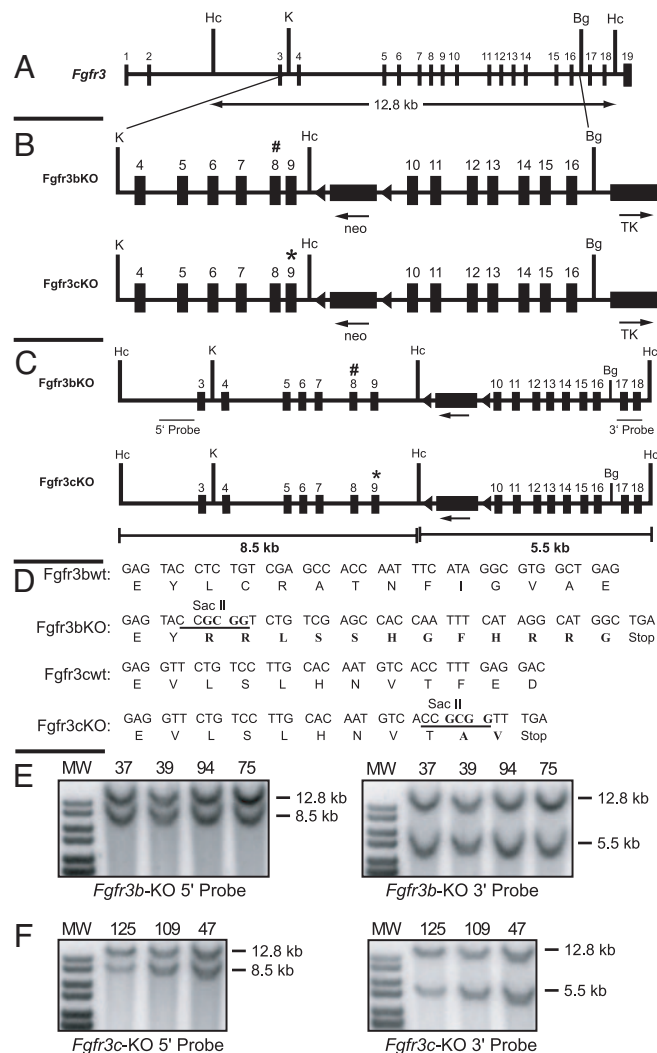 Hc K Bg Hc
A Fgfr3 1 2 3 4 5 6 7 8 9 10 11 12 13 14 15 16 17 18 19
12.8 kb
B K Hc Bg
Fgfr3bKO # 4 5 6 7 8 9 10 11 12 13 14 15 16
neo TK
K * Hc Bg
Fgfr3cKO 4 5 6 7 8 9 10 11 12 13 14 15 16
neo TK
C Hc K Hc Hc
Fgfr3bKO # 3 4 5 6 7 8 9 10 11 12 13 14 15 16 Bg 17 18
5' Probe 3' Probe
Hc K Hc Hc
Fgfr3cKO * 3 4 5 6 7 8 9 10 11 12 13 14 15 16 Bg 17 18
8.5 kb 5.5 kb
D Fgfr3bwt: GAG TAC CTC TGT CGA GCC ACC AAT TTC ATA GGC GTG GCT GAG
E Y L C R A T N F I G V A E
Sac II
Fgfr3bKO: GAG TAC CGC GGT CTG TCG AGC CAC CAA TTT CAT AGG CAT GGC TGA
E Y R R L S S H G F H R R G Stop
Fgfr3cwt: GAG GTT CTG TCC TTG CAC AAT GTC ACC TTT GAG GAC
E V L S L H N V T F E D
Sac II
Fgfr3cKO: GAG GTT CTG TCC TTG CAC AAT GTC ACC GCG GTT TGA
E V L S L H N V T A V Stop
E MW 37 39 94 75
12.8 kb
8.5 kb
Fgfr3b-KO 5' Probe
MW 37 39 94 75
12.8 kb
5.5 kb
Fgfr3b-KO 3' Probe
F MW 125 109 47
12.8 kb
8.5 kb
Fgfr3c-KO 5' Probe
MW 125 109 47
12.8 kb
5.5 kb
Fgfr3c-KO 3' Probe